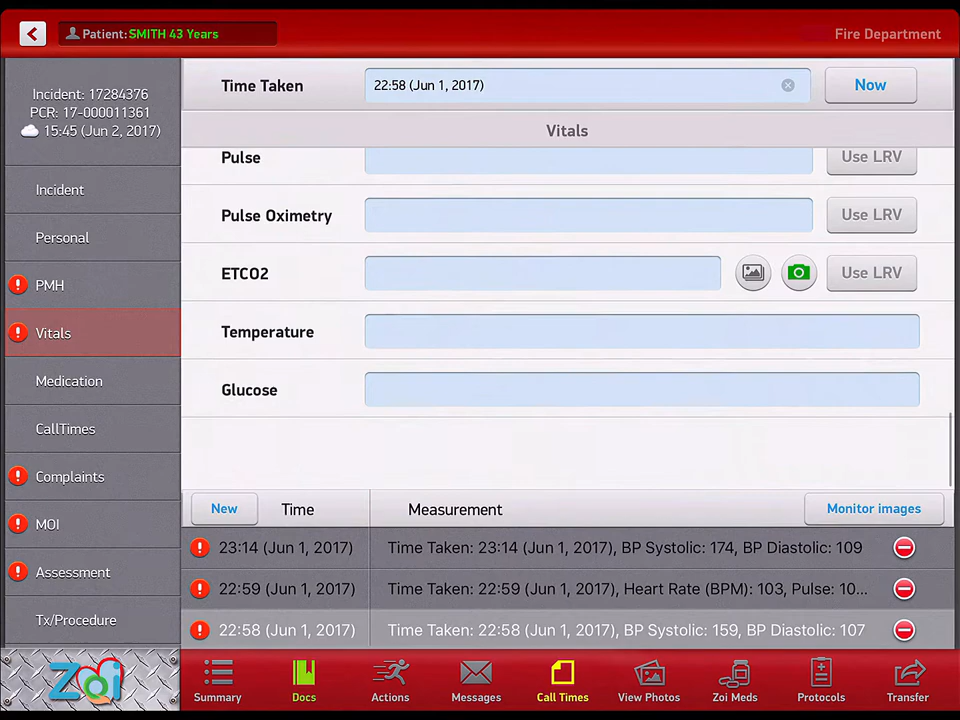 Patient: SMITH 43 Years
Fire Department
Incident: 17284376
PCR: 17-000011361
15:45 (Jun 2, 2017)
Incident
Personal
PMH
Vitals
Medication
CallTimes
Complaints
MOI
Assessment
Tx/Procedure
Zoi
Time Taken
22:58 (Jun 1, 2017)
Now
Vitals
Pulse
Use LRV
Pulse Oximetry
Use LRV
ETCO2
Use LRV
Temperature
Glucose
New
Time
Measurement
Monitor images
23:14 (Jun 1, 2017) Time Taken: 23:14 (Jun 1, 2017), BP Systolic: 174, BP Diastolic: 109
22:59 (Jun 1, 2017) Time Taken: 22:59 (Jun 1, 2017), Heart Rate (BPM): 103, Pulse: 10...
22:58 (Jun 1, 2017) Time Taken: 22:58 (Jun 1, 2017), BP Systolic: 159, BP Diastolic: 107
Summary
Docs
Actions
Messages
Call Times
View Photos
Zoi Meds
Protocols
Transfer